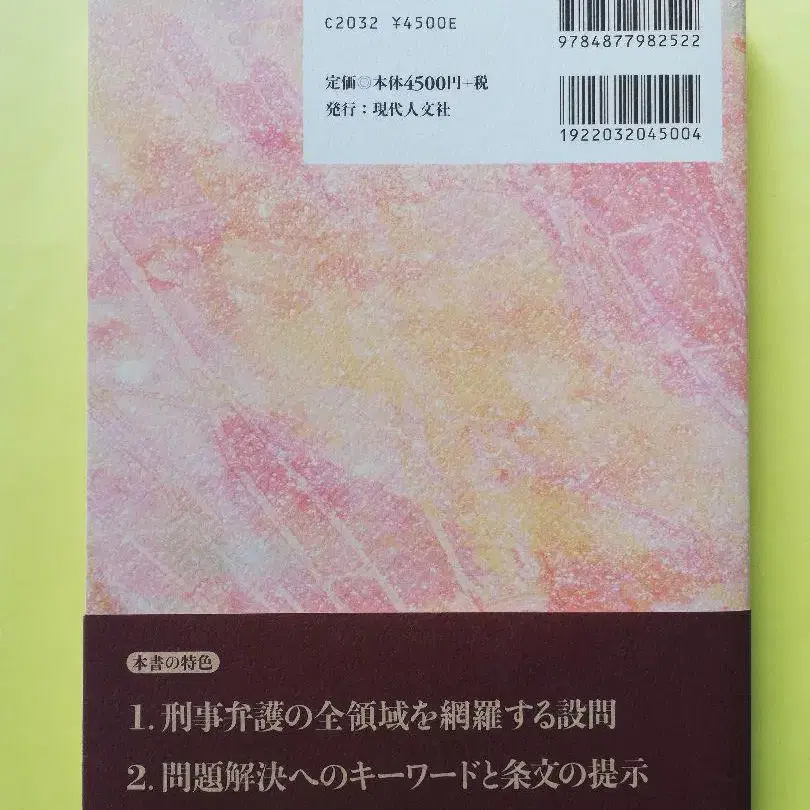 C2032 ¥4500E
9784877982522
定価◎本体4500円+税
発行：現代人文社
1922032045004
本書の特色
1. 刑事弁護の全領域を網羅する設問
2. 問題解決へのキーワードと条文の提示